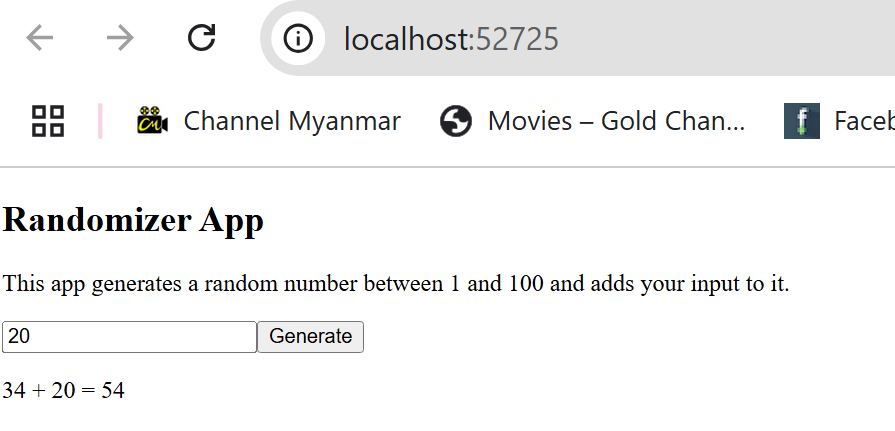 localhost:52725
Channel Myanmar Movies – Gold Chan...
Randomizer App
This app generates a random number between 1 and 100 and adds your input to it.
20 Generate
34 + 20 = 54